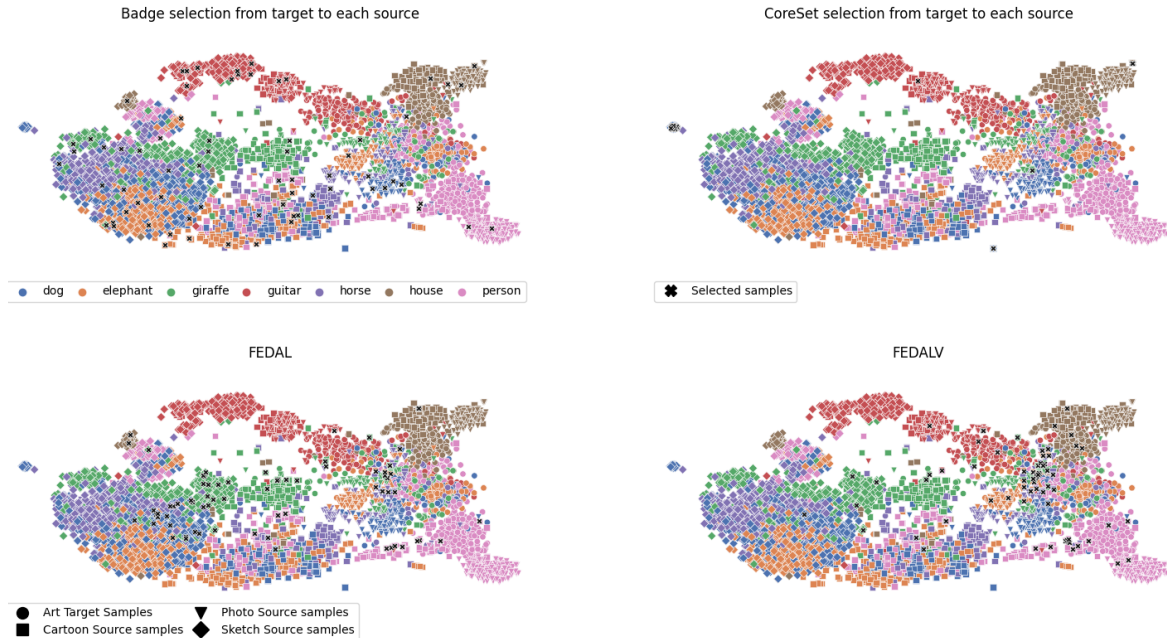 Badge selection from target to each source
CoreSet selection from target to each source
dog elephant giraffe guitar horse house person
Selected samples
FEDAL
FEDALV
Art Target Samples Photo Source samples
Cartoon Source samples Sketch Source samples